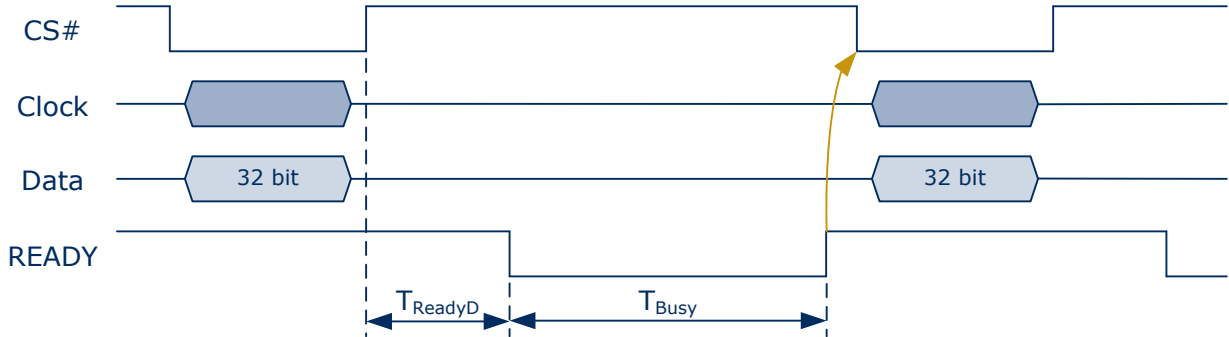 CS#
Clock
Data 32 bit 32 bit
READY
TReadyD TBusy